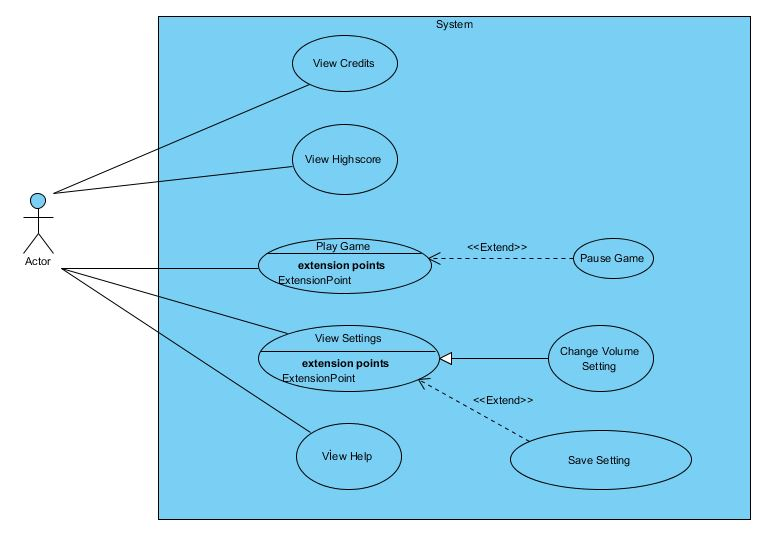 System
View Credits
View Highscore
Actor
Play Game
extension points
ExtensionPoint
<<Extend>>
Pause Game
View Settings
extension points
ExtensionPoint
Change Volume
Setting
<<Extend>>
View Help
Save Setting